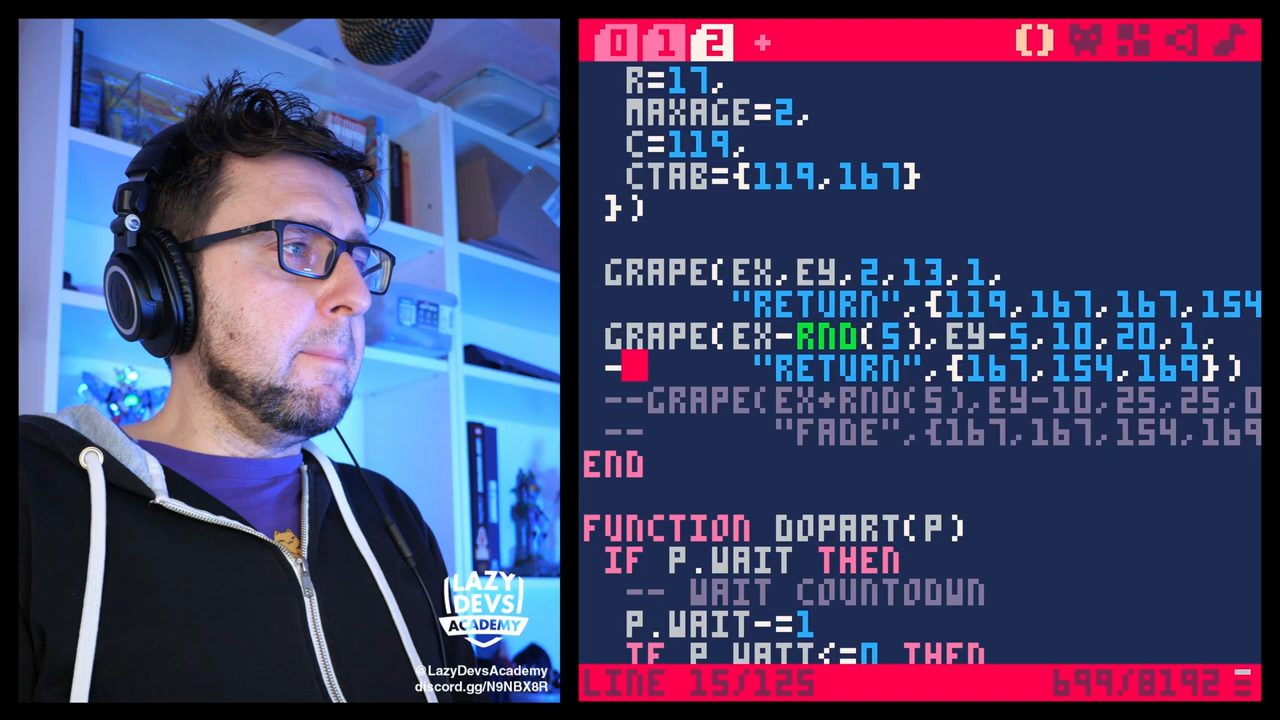 LAZY
DEVS
ACADEMY
@LazyDevsAcademy
discord.gg/N9NBX8R
0 1 2 +
R=17,
MAXAGE=2,
C=119,
CTAB={119,167}
})
GRAPE(EX,EY,2,13,1,
"RETURN",{119,167,167,154
GRAPE(EX-RND(5),EY-5,10,20,1,
- "RETURN",{167,154,169})
--GRAPE(EX+RND(5),EY-10,25,25,0
-- "FADE",{167,167,154,169
END
FUNCTION DOPART(P)
IF P.WAIT THEN
-- WAIT COUNTDOWN
P.WAIT-=1
IF P.WAIT<=0 THEN
LINE 15/125
699/8192